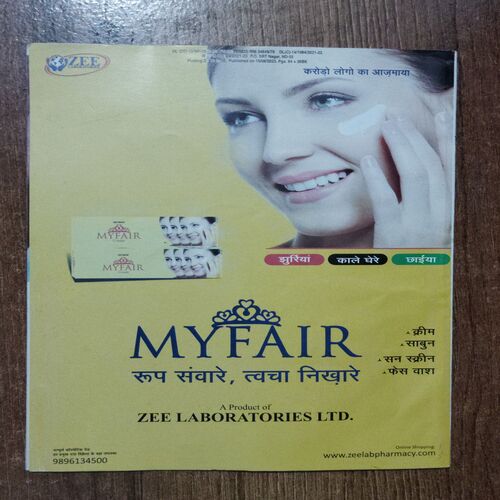 ZEE
करोड़ो लोगो का आज़माया
MYFAIR
MYFAIR
झुर्रियां
काले घेरे
छाईया
MYFAIR
रूप संवारे, त्वचा निखारे
क्रीम
साबुन
सन स्क्रीन
फेस वाश
A Product of
ZEE LABORATORIES LTD.
9896134500
Online Shopping:
www.zeelabpharmacy.com